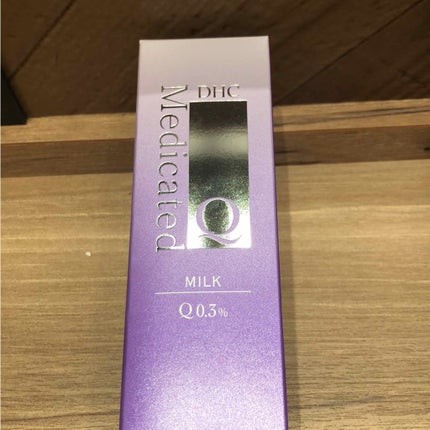 DHC
Medicated
Q
MILK
Q 0.3%